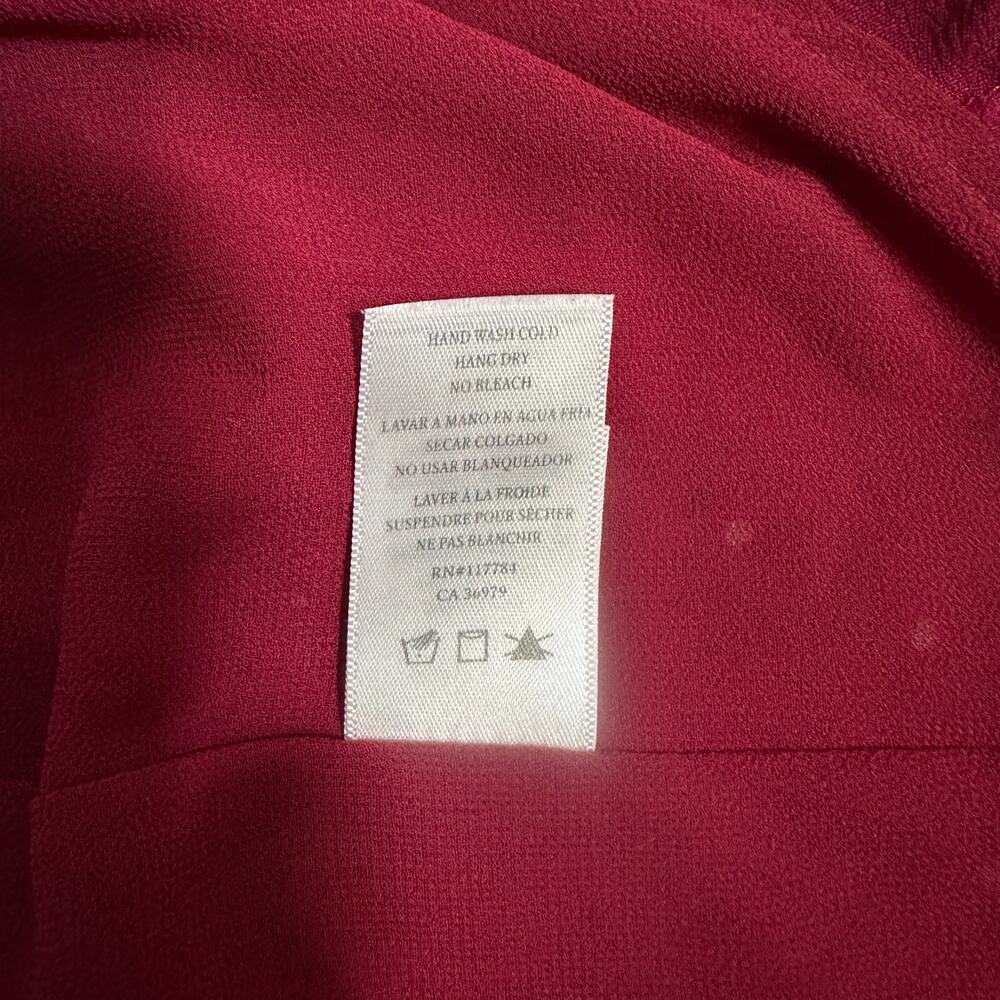 HAND WASH COLD
HANG DRY
NO BLEACH
LAVAR A MANO EN AGUA FRIA
SECAR COLGADO
NO USAR BLANQUEADOR
LAVER À LA FROIDE
SUSPENDRE POUR SÉCHER
NE PAS BLANCHIR
RN#117784
CA 36979